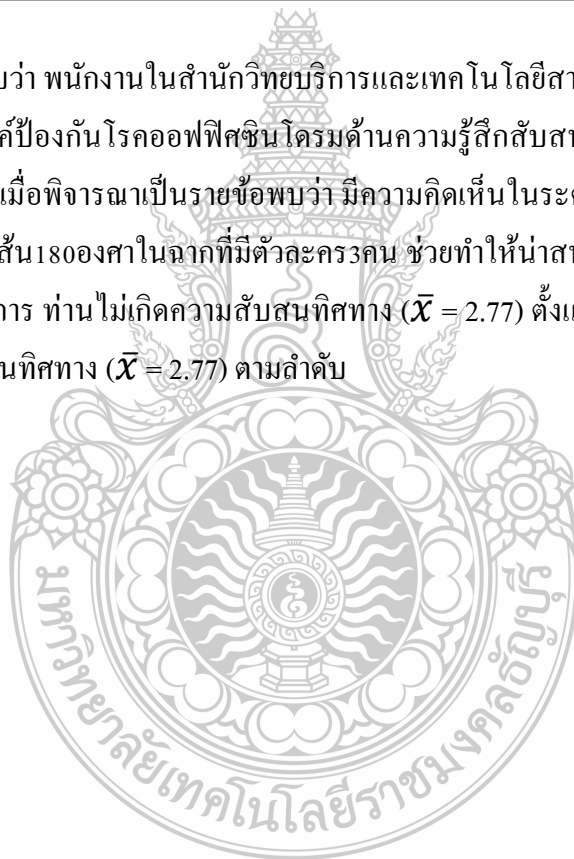 บว่า พนักงานในสำนักวิทยบริการและเทคโนโลยีสา
ค์ป้องกันโรคออฟฟิศซินโดรมด้านความรู้สึกสับส
เมื่อพิจารณาเป็นรายข้อพบว่า มีความคิดเห็นในระ
ส้น180องศาในฉากที่มีตัวละคร3คน ช่วยทำให้น่าส
การ ท่านไม่เกิดความสับสนทิศทาง (x̄ = 2.77) ตั้งแ
นทิศทาง (x̄ = 2.77) ตามลำดับ
มหาวิทยาลัยเทคโนโลยีราชมงคลธัญบุรี